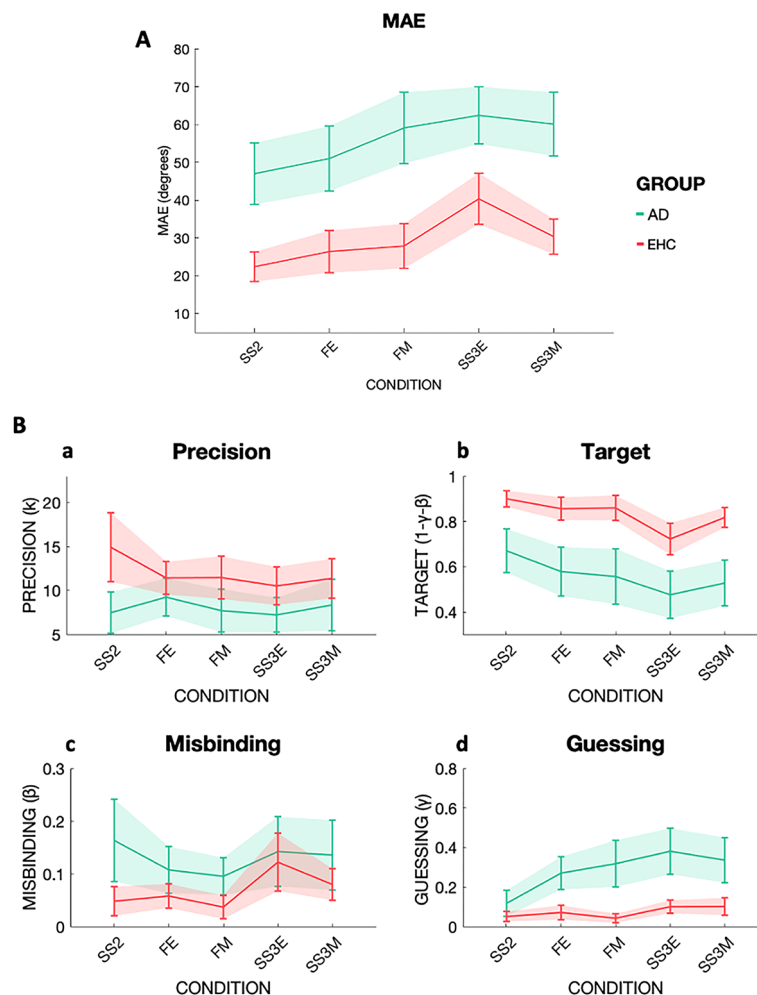 MAE
A
80
70
60
50
40
30
20
10
MAE (degrees)
SS2 FE FM SS3E SS3M
CONDITION
GROUP
AD
EHC
B
a Precision
20
15
10
5
PRECISION (k)
SS2 FE FM SS3E SS3M
CONDITION
b Target
1
0.8
0.6
0.4
TARGET (1-γ-β)
SS2 FE FM SS3E SS3M
CONDITION
c Misbinding
0.3
0.2
0.1
0
MISBINDING (β)
SS2 FE FM SS3E SS3M
CONDITION
d Guessing
0.8
0.6
0.4
0.2
0
GUESSING (γ)
SS2 FE FM SS3E SS3M
CONDITION